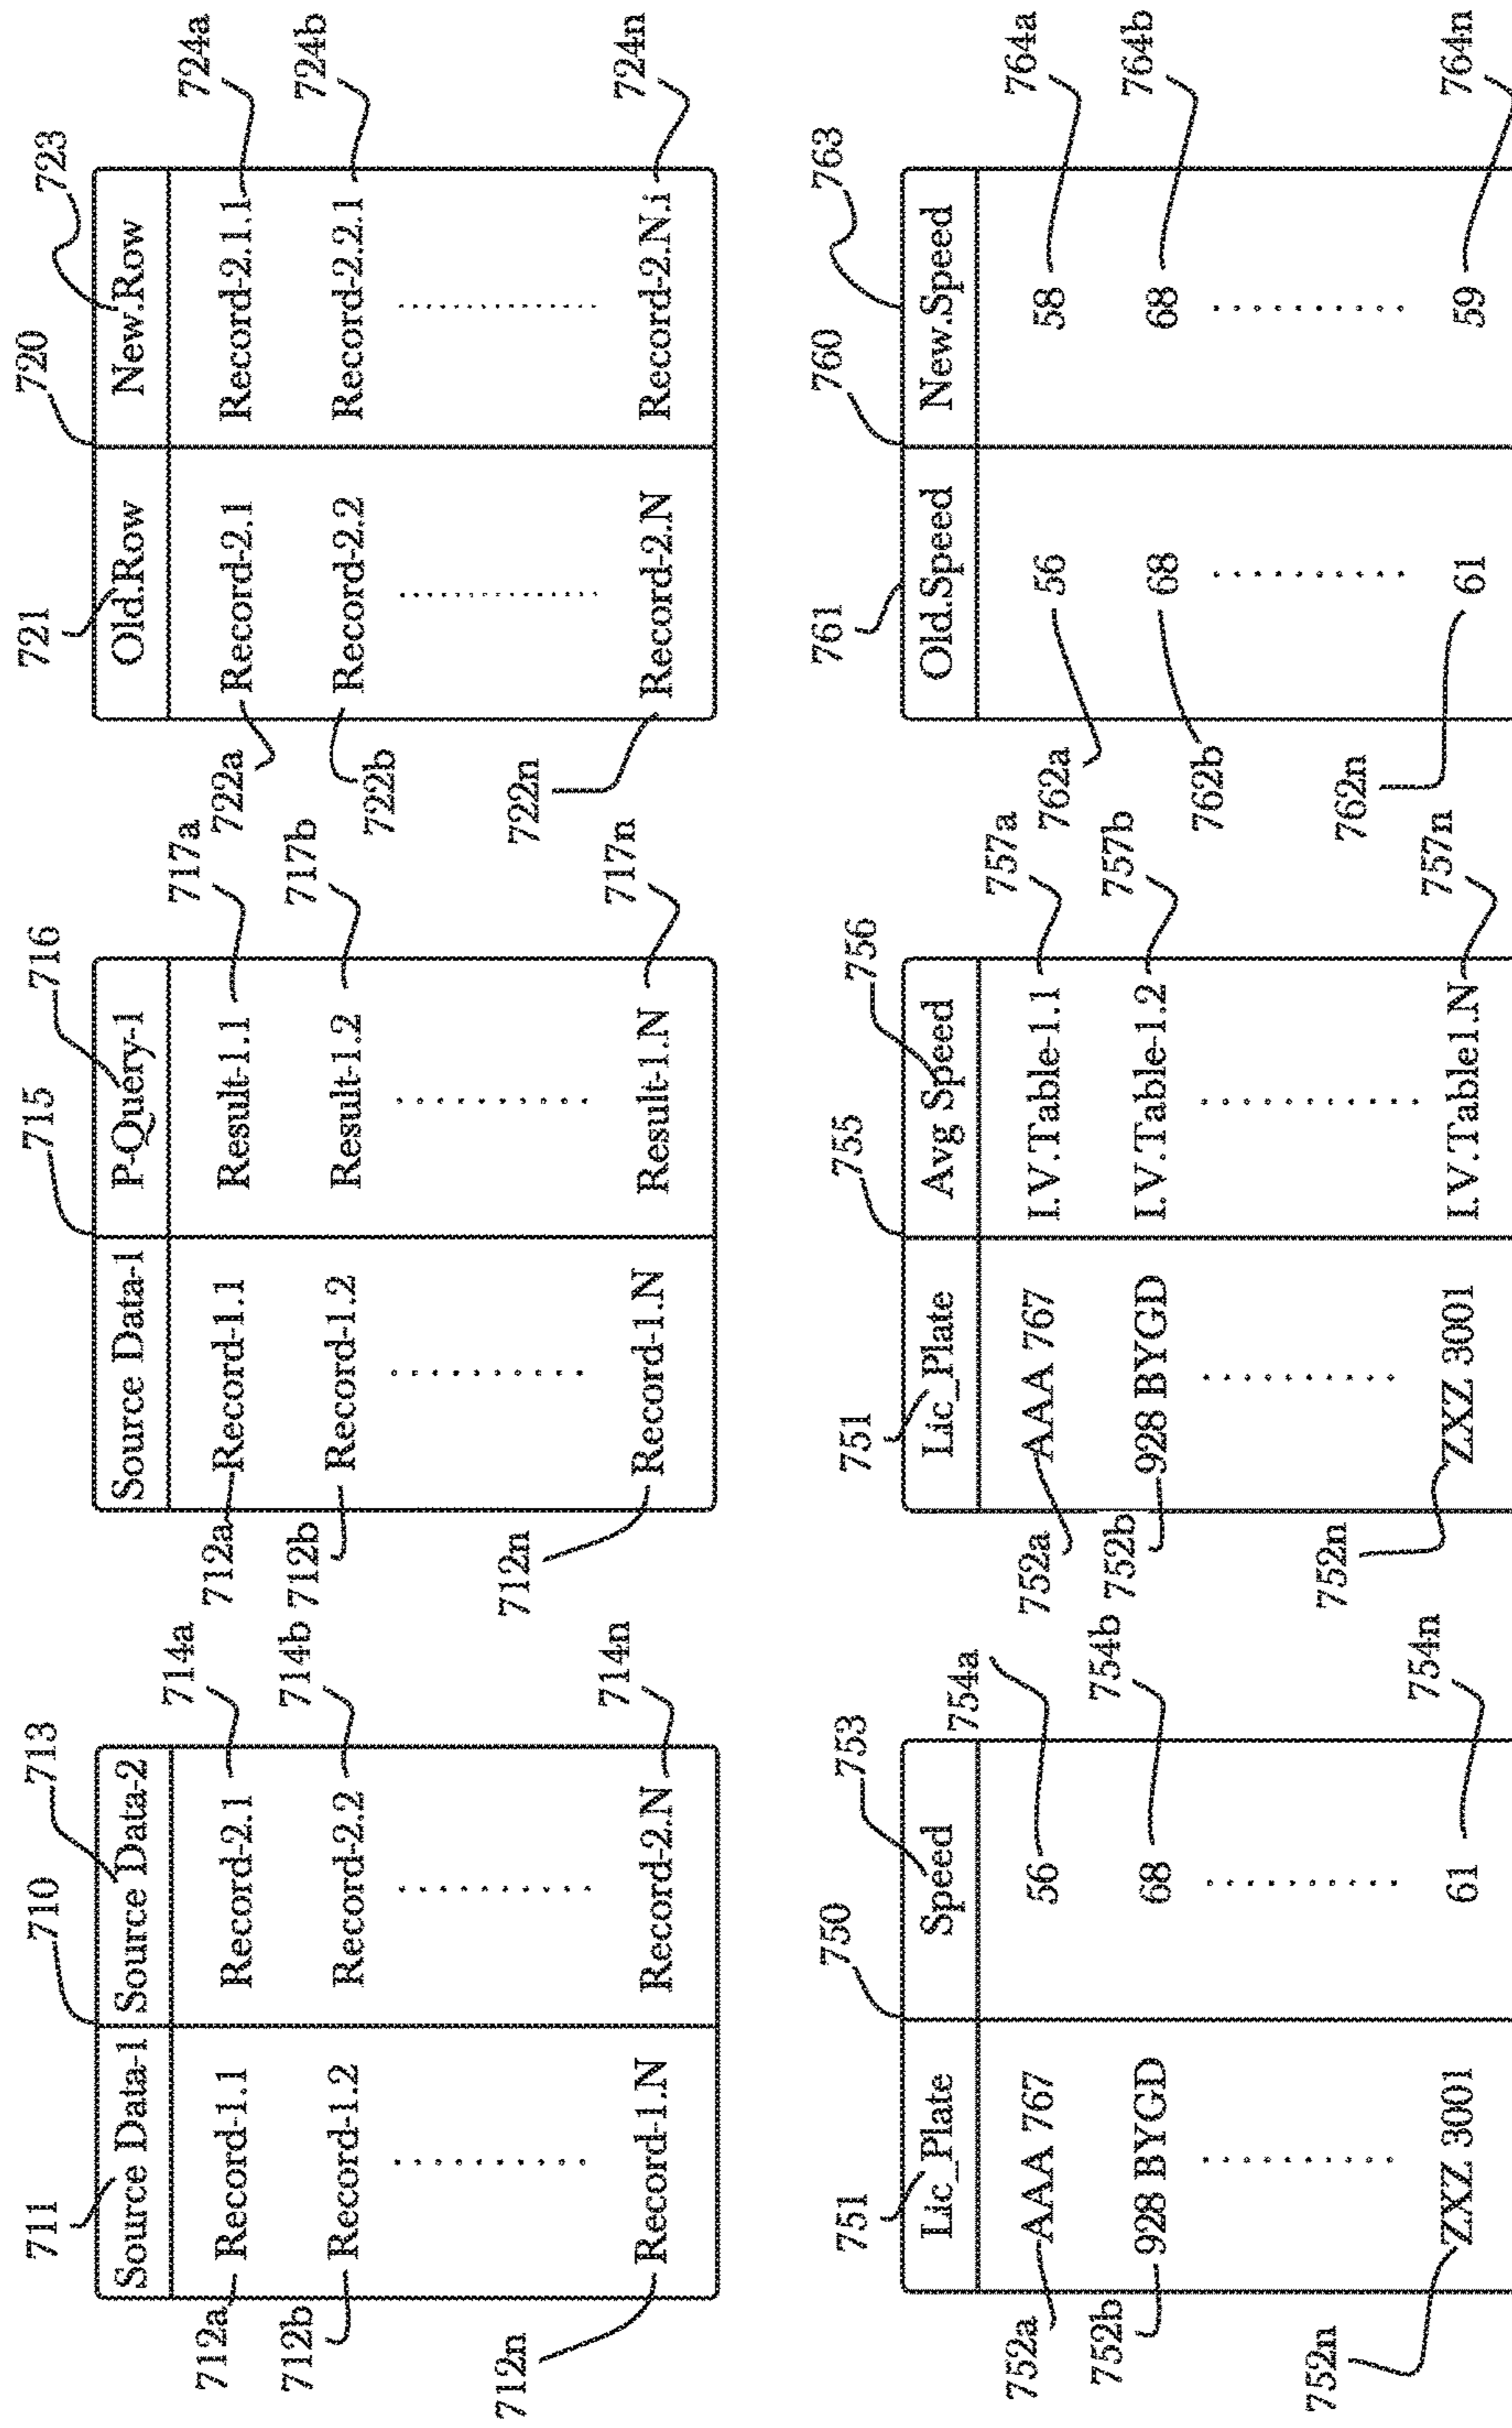 711
710
713
Source Data-1 Source Data-2
712a Record-1.1 Record-2.1 714a
712b Record-1.2 Record-2.2 714b
712n Record-1.N Record-2.N 714n
715
716
Source Data-1 P-Query-1
712a Record-1.1 Result-1.1 717a
712b Record-1.2 Result-1.2 717b
712n Record-1.N Result-1.N 717n
721
720
723
Old.Row New.Row
722a Record-2.1 Record-2.1.1 724a
722b Record-2.2 Record-2.2.1 724b
722n Record-2.N Record-2.N.i 724n
751
750
753
Lic_Plate Speed
752a AAA 767 56 754a
752b 928 BYGD 68 754b
752n ZXZ 3001 61 754n
751
755
756
Lic_Plate Avg Speed
752a AAA 767 I.V.Table-1.1 757a
752b 928 BYGD I.V.Table-1.2 757b
752n ZXZ 3001 I.V.Table1.N 757n
761
760
763
Old.Speed New.Speed
762a 56 58 764a
762b 68 68 764b
762n 61 59 764n